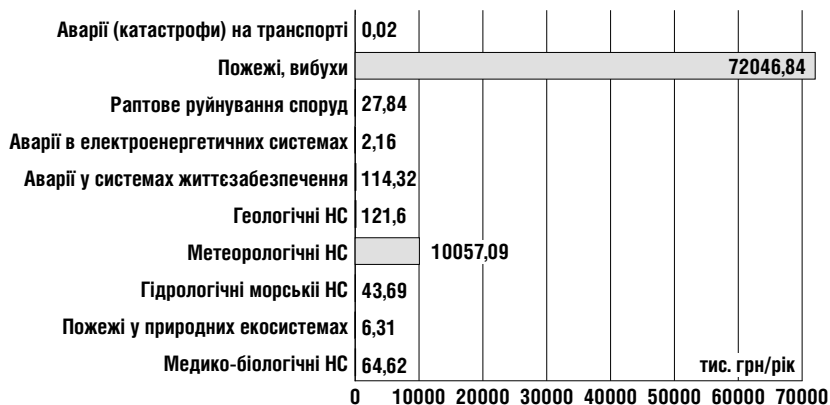 Аварії (катастрофи) на транспорті 0,02
Пожежі, вибухи 72046,84
Раптове руйнування споруд 27,84
Аварії в електроенергетичних системах 2,16
Аварії у системах життєзабезпечення 114,32
Геологічні НС 121,6
Метеорологічні НС 10057,09
Гідрологічні морськіі НС 43,69
Пожежі у природних екосистемах 6,31
Медико-біологічні НС 64,62
тис. грн/рік
0 10000 20000 30000 40000 50000 60000 70000